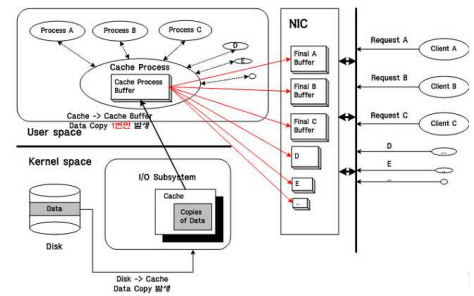 Process A
Process B
Process C
D
E
Cache Process
Cache Process
Buffer
Cache -> Cache Buffer
Data Copy 1번만 발생
User space
Kernel space
I/O Subsystem
Cache
Copies
of Data
Data
Disk
Disk -> Cache
Data Copy 발생
NIC
Final A
Buffer
Final B
Buffer
Final C
Buffer
D
E
..
Request A
Client A
Request B
Client B
Request C
Client C
D
E
..